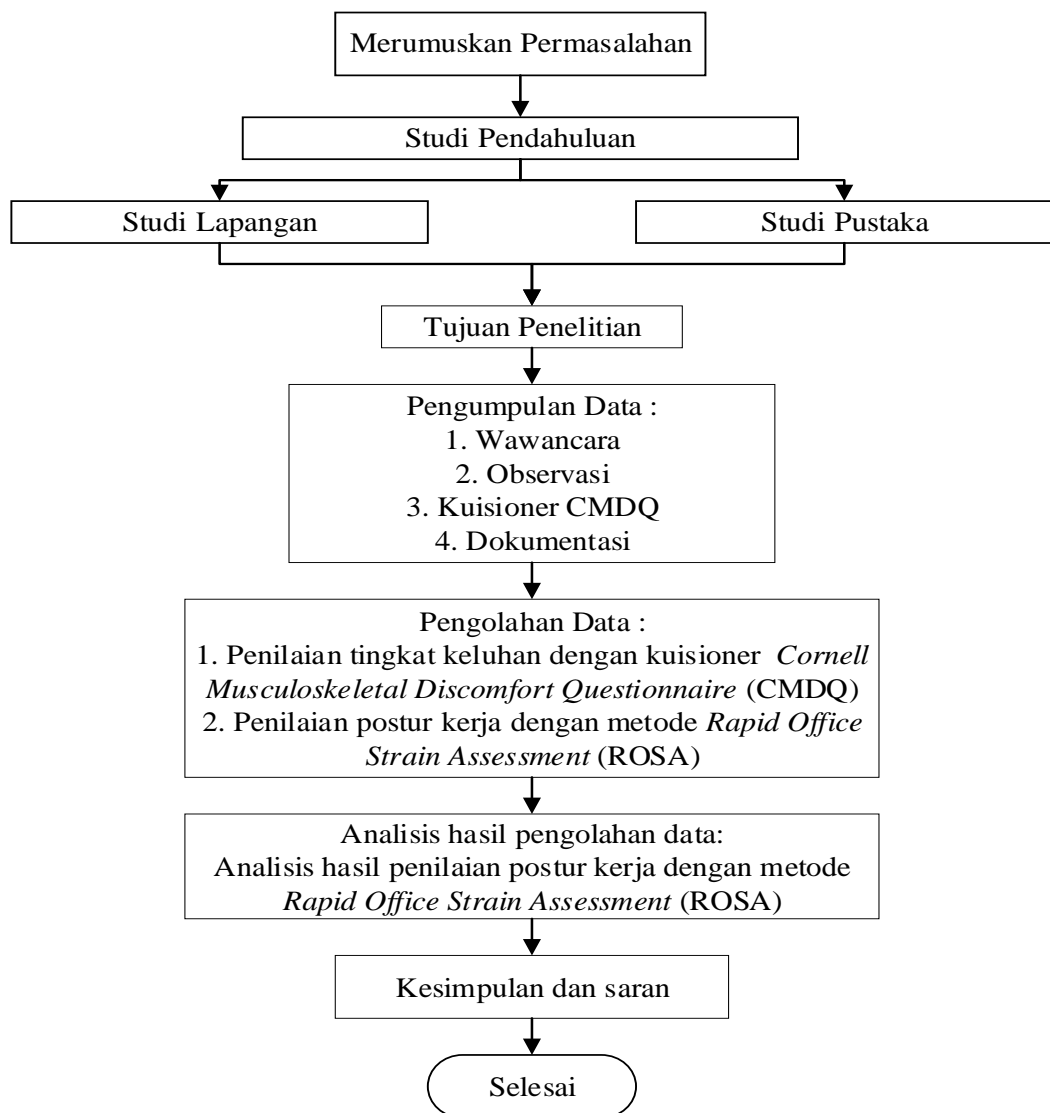 Merumuskan Permasalahan
Studi Pendahuluan
Studi Lapangan
Studi Pustaka
Tujuan Penelitian
Pengumpulan Data :
1. Wawancara
2. Observasi
3. Kuisioner CMDQ
4. Dokumentasi
Pengolahan Data :
1. Penilaian tingkat keluhan dengan kuisioner Cornell
Musculoskeletal Discomfort Questionnaire (CMDQ)
2. Penilaian postur kerja dengan metode Rapid Office
Strain Assessment (ROSA)
Analisis hasil pengolahan data:
Analisis hasil penilaian postur kerja dengan metode
Rapid Office Strain Assessment (ROSA)
Kesimpulan dan saran
Selesai